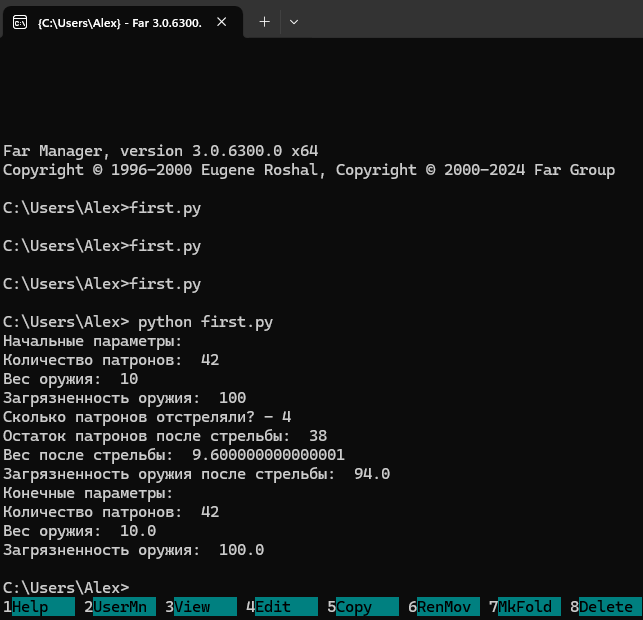 {C:\Users\Alex} - Far 3.0.6300.
Far Manager, version 3.0.6300.0 x64
Copyright © 1996-2000 Eugene Roshal, Copyright © 2000-2024 Far Group
C:\Users\Alex>first.py
C:\Users\Alex>first.py
C:\Users\Alex>first.py
C:\Users\Alex> python first.py
Начальные параметры:
Количество патронов:  42
Вес оружия:  10
Загрязненность оружия:  100
Сколько патронов отстреляли? - 4
Остаток патронов после стрельбы:  38
Вес после стрельбы:  9.600000000000001
Загрязненность оружия после стрельбы:  94.0
Конечные параметры:
Количество патронов:  42
Вес оружия:  10.0
Загрязненность оружия:  100.0
C:\Users\Alex>
1Help 2UserMn 3View 4Edit 5Copy 6RenMov 7MkFold 8Delete